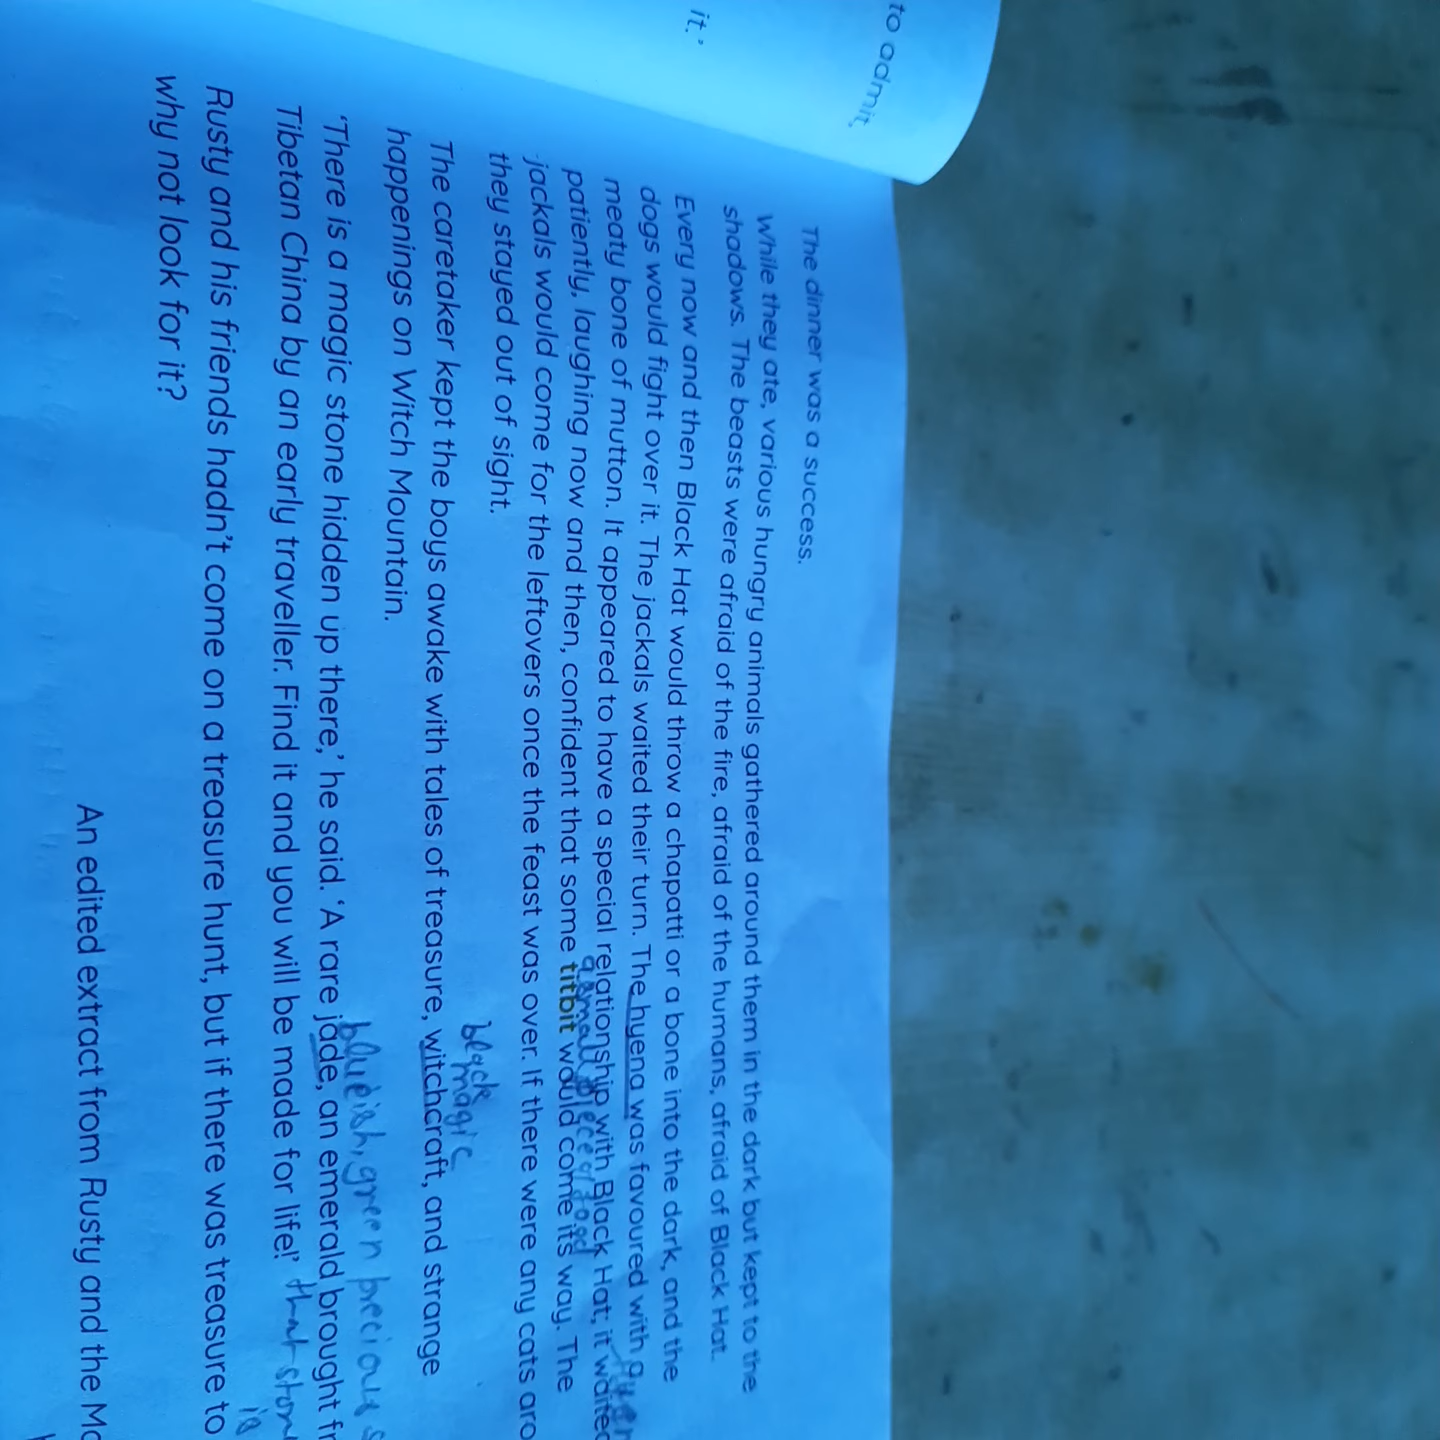 to admit,
it.'
The dinner was a success.
While they ate, various hungry animals gathered around them in the dark but kept to the
shadows. The beasts were afraid of the fire, afraid of the humans, afraid of Black Hat.
Every now and then Black Hat would throw a chapatti or a bone into the dark, and the
dogs would fight over it. The jackals waited their turn. The hyena was favoured with a
meaty bone of mutton. It appeared to have a special relationship with Black Hat; it waited
a small piece of food
patiently, laughing now and then, confident that some titbit would come its way. The
jackals would come for the leftovers once the feast was over. If there were any cats
they stayed out of sight.
black
magic
The caretaker kept the boys awake with tales of treasure, witchcraft, and strange
happenings on Witch Mountain.
blueish, green precious
'There is a magic stone hidden up there,' he said. 'A rare jade, an emerald brought
Tibetan China by an early traveller. Find it and you will be made for life!' that
is
Rusty and his friends hadn't come on a treasure hunt, but if there was treasure to
why not look for it?
An edited extract from Rusty and the